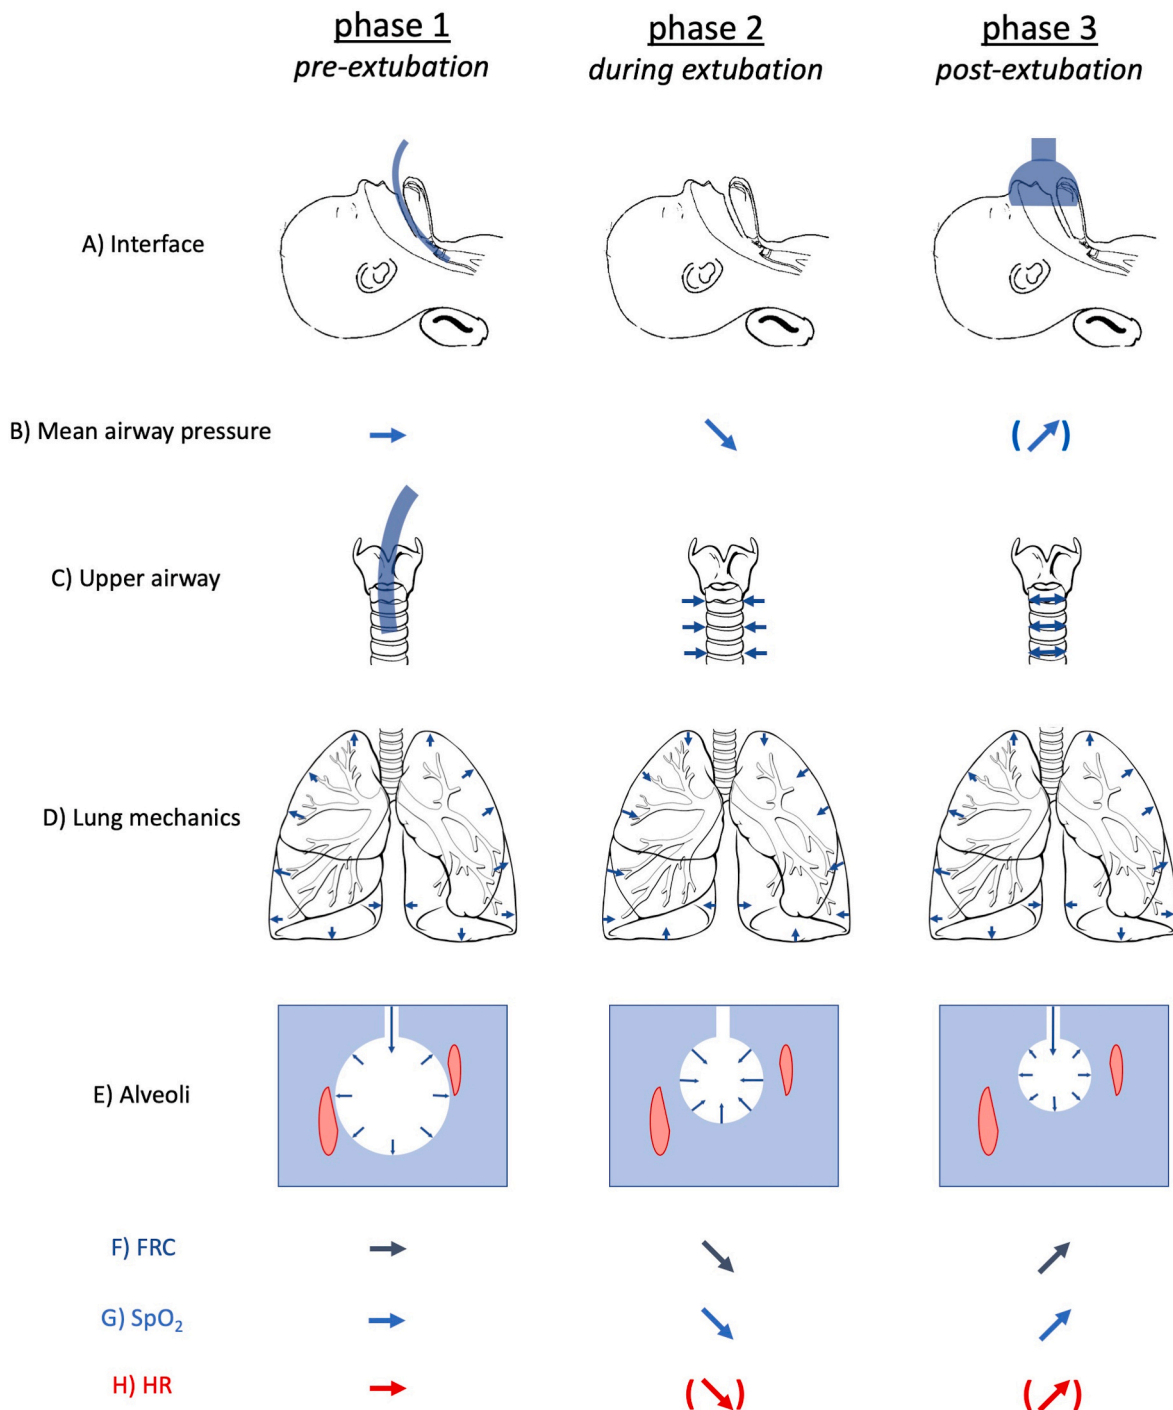 phase 1
pre-extubation
phase 2
during extubation
phase 3
post-extubation
A) Interface
B) Mean airway pressure
( )
C) Upper airway
D) Lung mechanics
E) Alveoli
F) FRC
G) SpO₂
H) HR
( )
( )